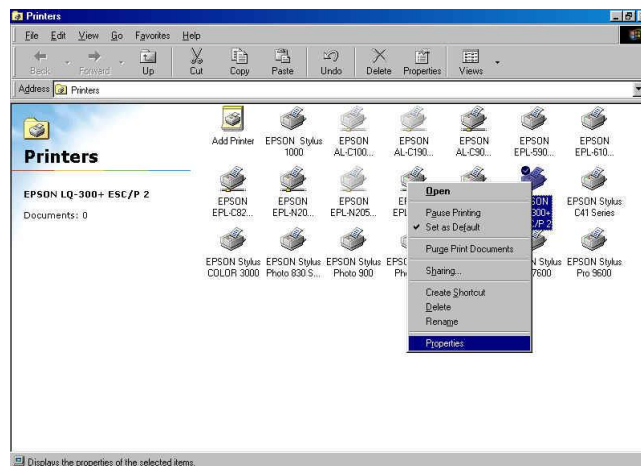 Printers
File Edit View Go Favorites Help
Back Forward Up Cut Copy Paste Undo Delete Properties Views
Address Printers
Printers
EPSON LQ-300+ ESC/P 2
Documents: 0
Add Printer
EPSON Stylus
1000
EPSON
AL-C100...
EPSON
AL-C190...
EPSON
AL-C90...
EPSON
EPL-590...
EPSON
EPL-610...
EPSON
EPL-C82...
EPSON
EPL-N20...
EPSON
EPL-N205...
EPSON Stylus
C41 Series
EPSON Stylus
COLOR 3000
EPSON Stylus
Photo 830 S...
EPSON Stylus
Photo 900
7600
Pro 9600
Open
Pause Printing
Set as Default
Purge Print Documents
Sharing...
Create Shortcut
Delete
Rename
Properties
Displays the properties of the selected items.